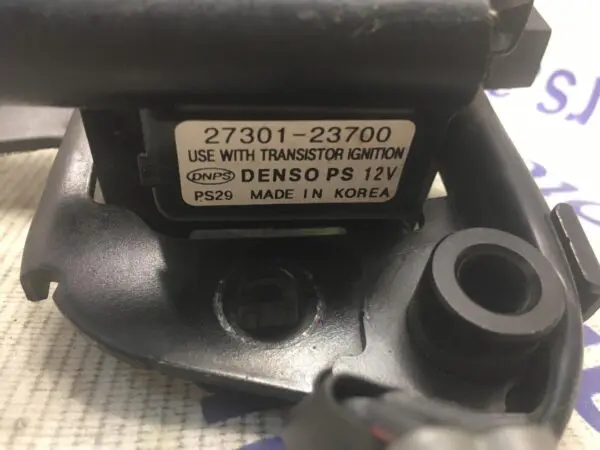 27301-23700
USE WITH TRANSISTOR IGNITION
DNPS DENSO PS 12V
PS29 MADE IN KOREA